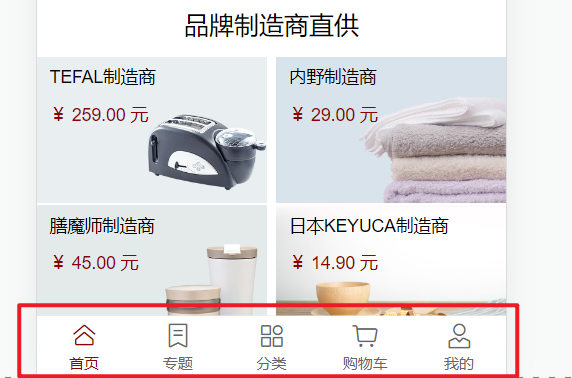 品牌制造商直供
TEFAL制造商
¥ 259.00 元
内野制造商
¥ 29.00 元
膳魔师制造商
¥ 45.00 元
日本KEYUCA制造商
¥ 14.90 元
首页 专题 分类 购物车 我的